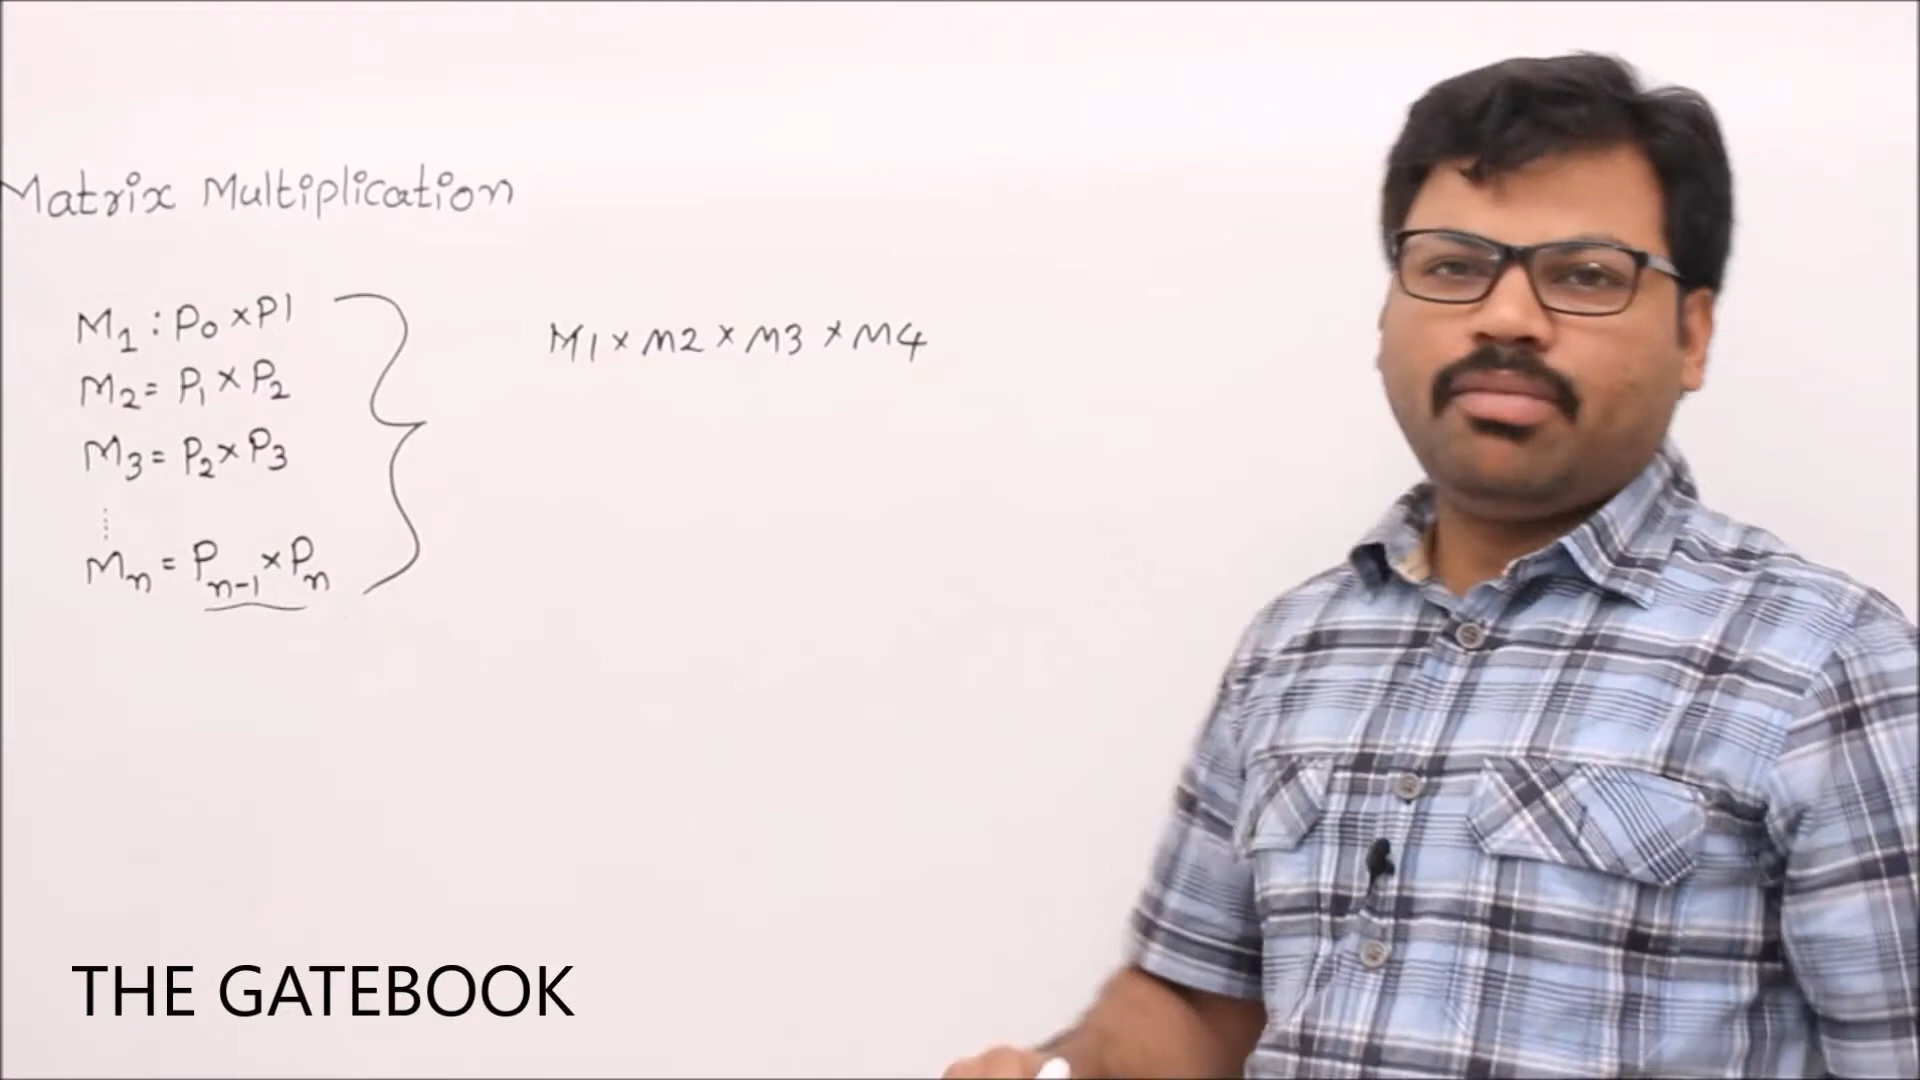 Matrix Multiplication
M1 : P0 × P1
M2 = P1 × P2
M3 = P2 × P3
⋮
Mn = Pn-1 × Pn
M1 × M2 × M3 × M4
THE GATEBOOK